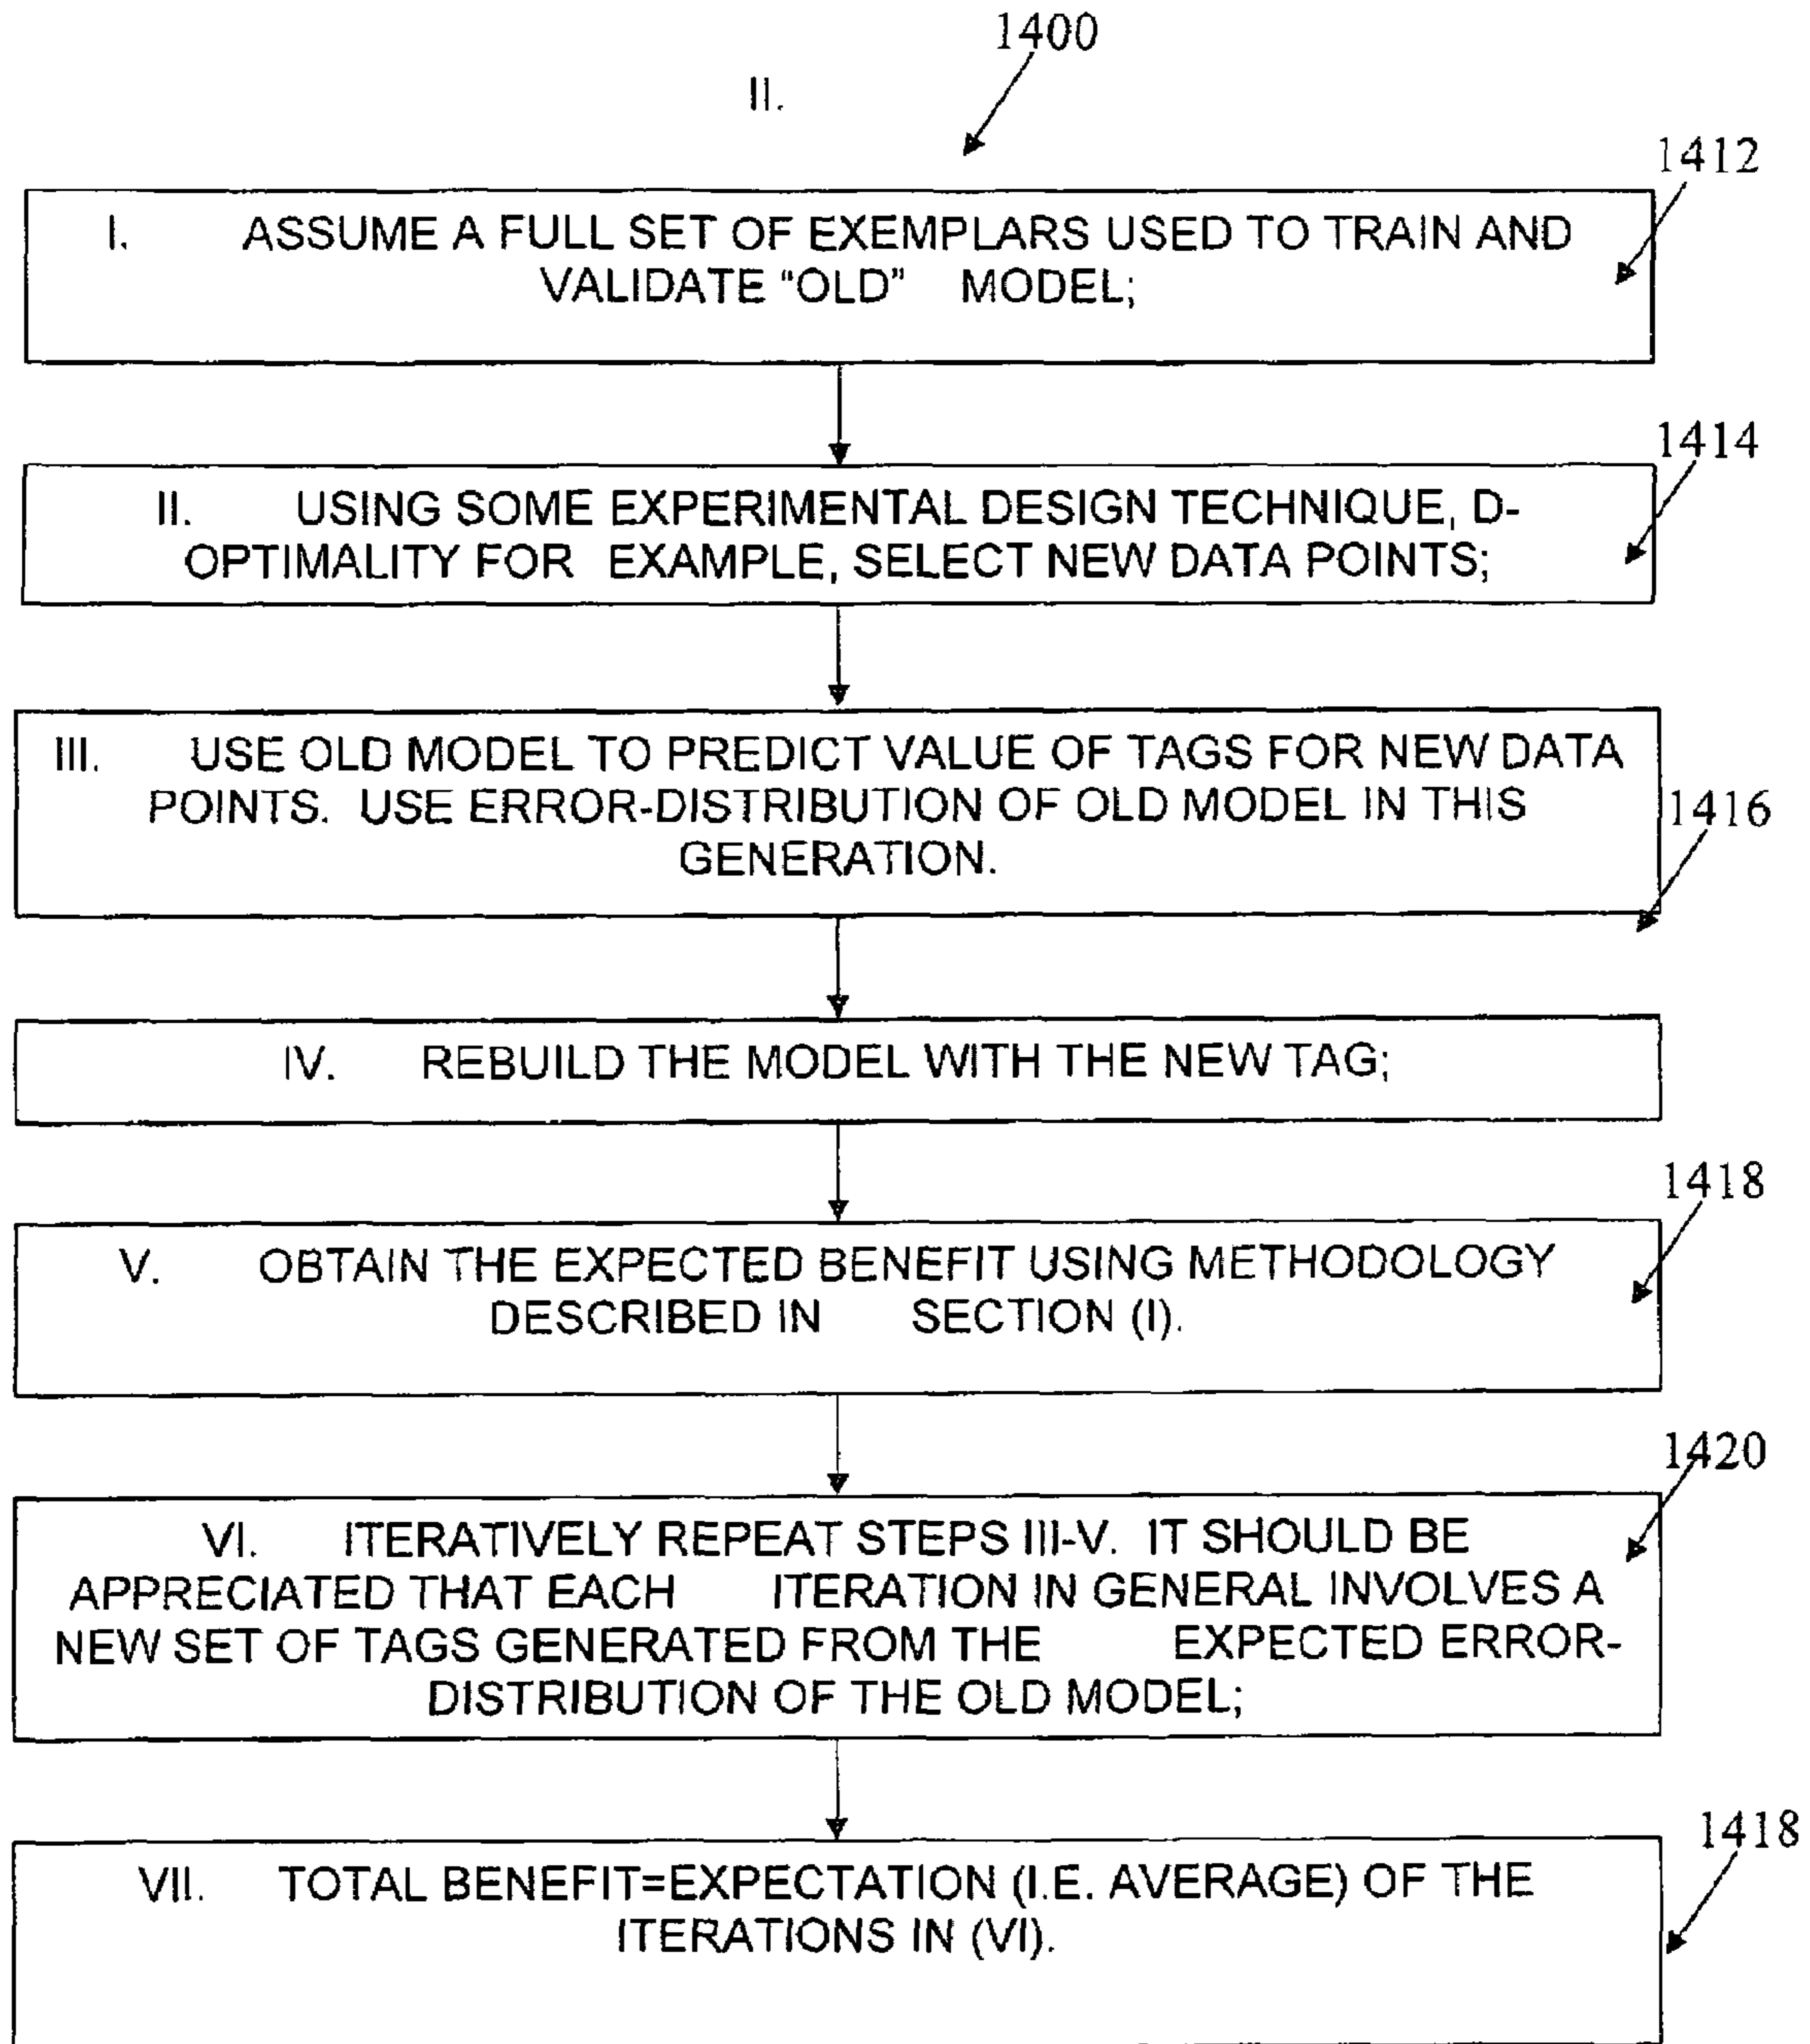 1400
II.
1412
I. ASSUME A FULL SET OF EXEMPLARS USED TO TRAIN AND
VALIDATE "OLD" MODEL;
1414
II. USING SOME EXPERIMENTAL DESIGN TECHNIQUE, D-
OPTIMALITY FOR EXAMPLE, SELECT NEW DATA POINTS;
III. USE OLD MODEL TO PREDICT VALUE OF TAGS FOR NEW DATA
POINTS. USE ERROR-DISTRIBUTION OF OLD MODEL IN THIS
GENERATION.
1416
IV. REBUILD THE MODEL WITH THE NEW TAG;
1418
V. OBTAIN THE EXPECTED BENEFIT USING METHODOLOGY
DESCRIBED IN SECTION (I).
1420
VI. ITERATIVELY REPEAT STEPS III-V. IT SHOULD BE
APPRECIATED THAT EACH ITERATION IN GENERAL INVOLVES A
NEW SET OF TAGS GENERATED FROM THE EXPECTED ERROR-
DISTRIBUTION OF THE OLD MODEL;
1418
VII. TOTAL BENEFIT=EXPECTATION (I.E. AVERAGE) OF THE
ITERATIONS IN (VI).